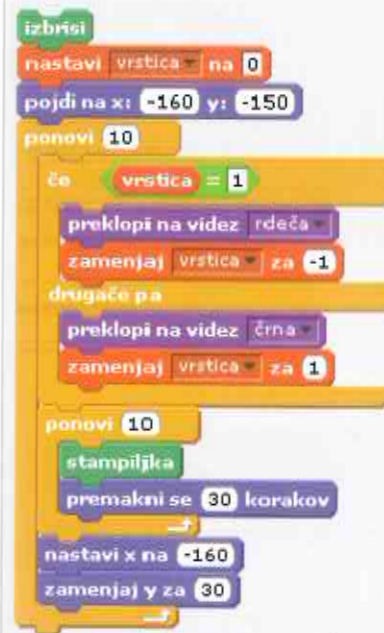 izbrisi
nastavi vrstica na 0
pojdi na x: -160 y: -150
ponovi 10
če vrstica = 1
preklopi na videz rdeča
zamenjaj vrstica za -1
drugače pa
preklopi na videz črna
zamenjaj vrstica za 1
ponovi 10
stampiljka
premakni se 30 korakov
nastavi x na -160
zamenjaj y za 30